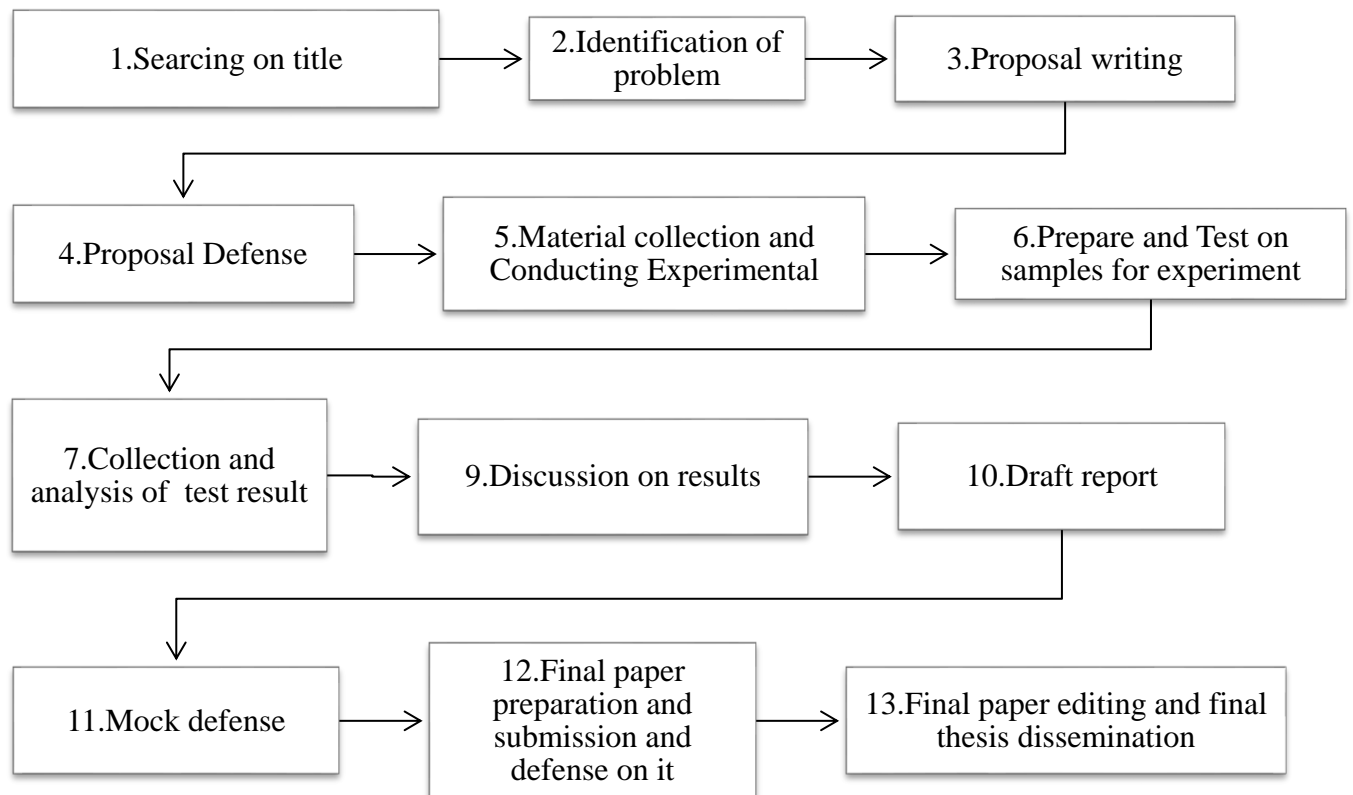 1.Searcing on title
2.Identification of
problem
3.Proposal writing
4.Proposal Defense
5.Material collection and
Conducting Experimental
6.Prepare and Test on
samples for experiment
7.Collection and
analysis of  test result
9.Discussion on results
10.Draft report
11.Mock defense
12.Final paper
preparation and
submission and
defense on it
13.Final paper editing and final
thesis dissemination